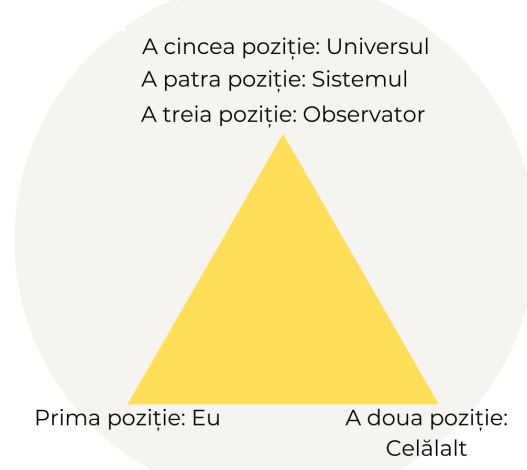 A cincea poziție: Universul
A patra poziție: Sistemul
A treia poziție: Observator
Prima poziție: Eu
A doua poziție:
Celălalt